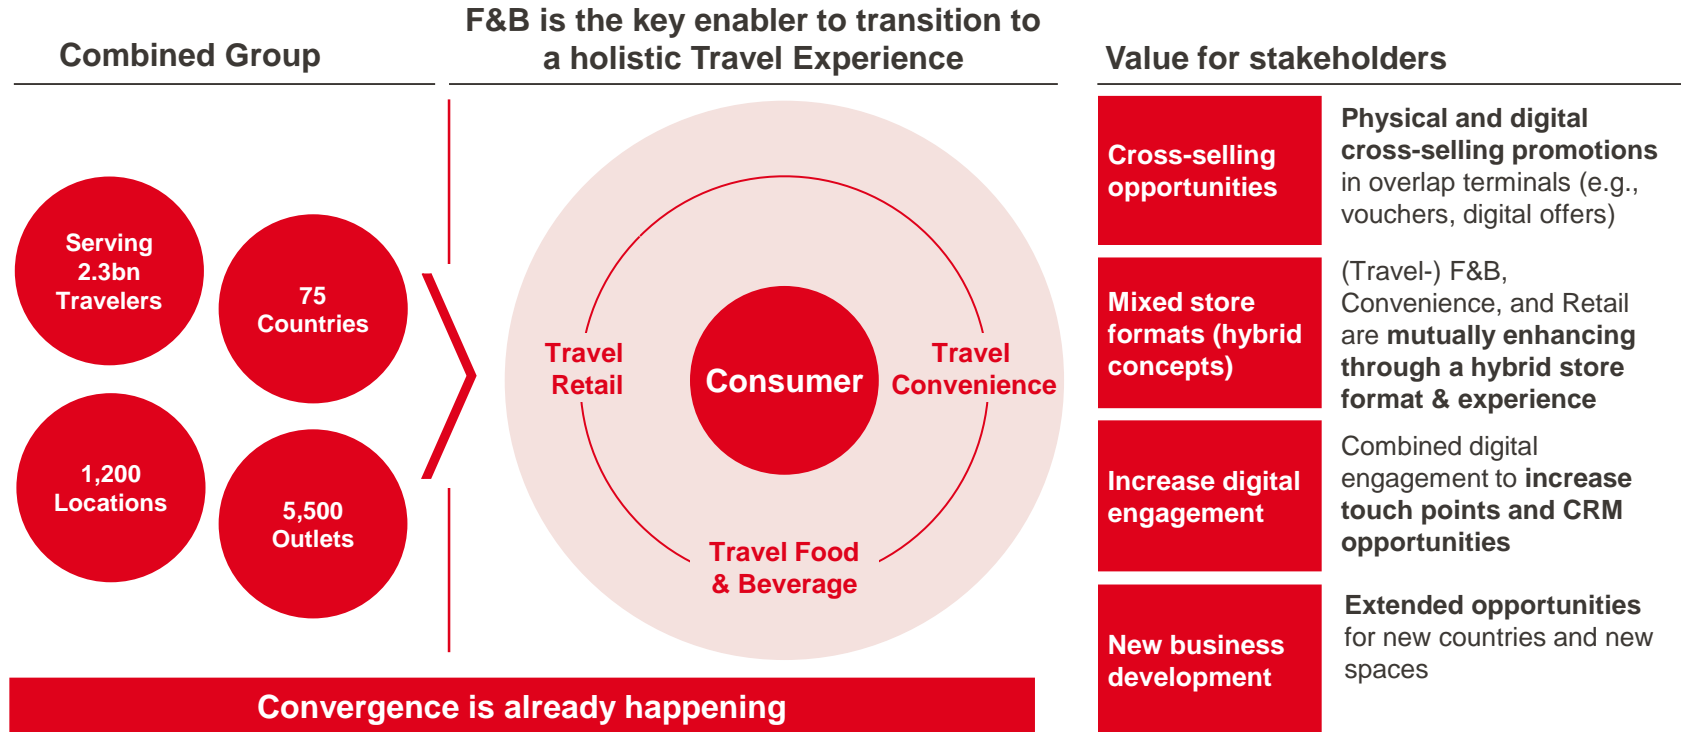 Combined Group
F&B is the key enabler to transition to
a holistic Travel Experience
Value for stakeholders
Serving
2.3bn
Travelers
75
Countries
1,200
Locations
5,500
Outlets
Travel
Retail
Consumer
Travel
Convenience
Travel Food
& Beverage
Cross-selling
opportunities
Physical and digital
cross-selling promotions
in overlap terminals (e.g.,
vouchers, digital offers)
Mixed store
formats (hybrid
concepts)
(Travel-) F&B,
Convenience, and Retail
are mutually enhancing
through a hybrid store
format & experience
Increase digital
engagement
Combined digital
engagement to increase
touch points and CRM
opportunities
New business
development
Extended opportunities
for new countries and new
spaces
Convergence is already happening